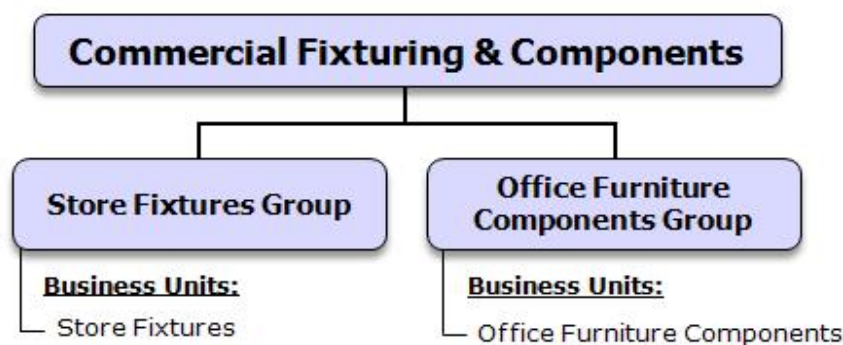 Commercial Fixturing & Components
Store Fixtures Group
Office Furniture
Components Group
Business Units:
Store Fixtures
Business Units:
Office Furniture Components